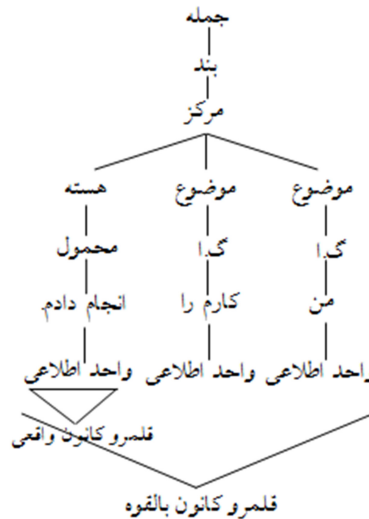 جمله
بند
مرکز
موضوع موضوع هسته
گ.ا گ.ا محمول
من کارم را انجام دادم.
واحد اطلاعی واحد اطلاعی واحد اطلاعی
قلمرو کانون واقعی
قلمرو کانون بالقوه